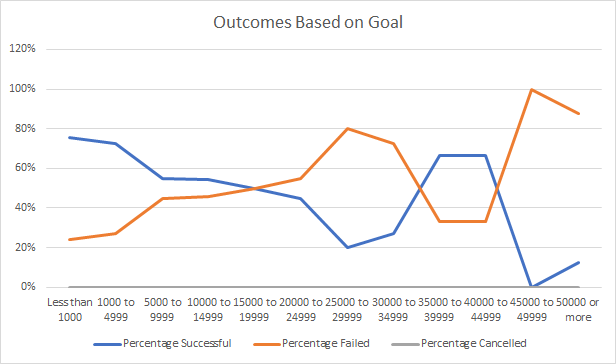 Outcomes Based on Goal
120%
100%
80%
60%
40%
20%
0%
Less than 1000 to 5000 to 10000 to 15000 to 20000 to 25000 to 30000 to 35000 to 40000 to 45000 to 50000 or
1000 4999 9999 14999 19999 24999 29999 34999 39999 44999 49999 more
Percentage Successful Percentage Failed Percentage Cancelled